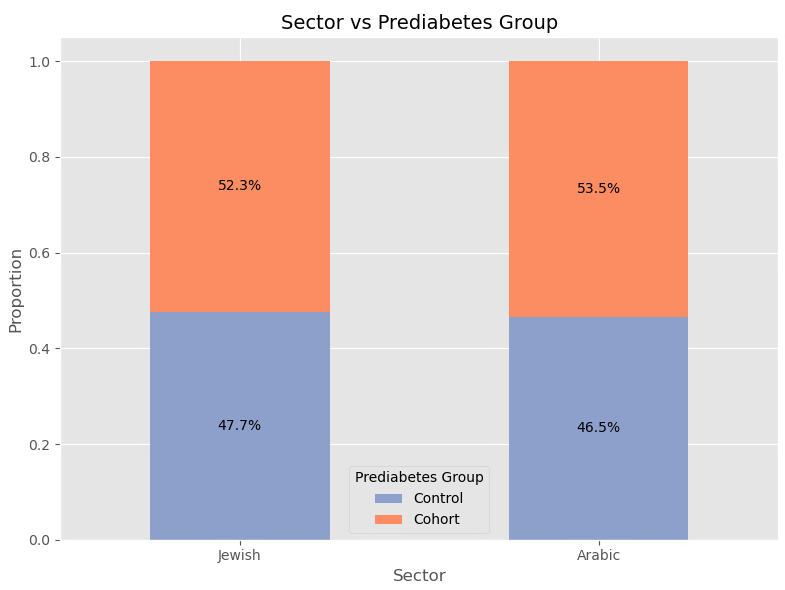 Sector vs Prediabetes Group
1.0
0.8
0.6
0.4
0.2
0.0
Proportion
52.3%
53.5%
47.7%
46.5%
Prediabetes Group
Control
Cohort
Jewish
Arabic
Sector